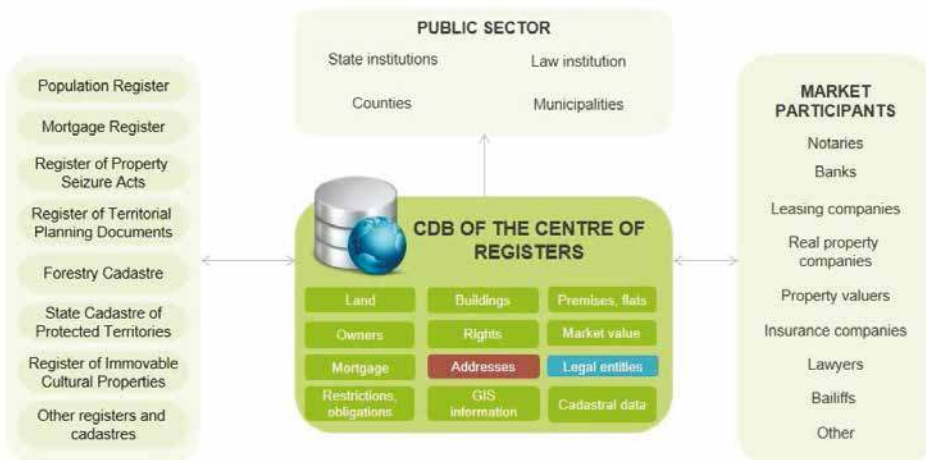 PUBLIC SECTOR
State institutions
Law institution
Counties
Municipalities
Population Register
Mortgage Register
Register of Property
Seizure Acts
Register of Territorial
Planning Documents
Forestry Cadastre
State Cadastre of
Protected Territories
Register of Immovable
Cultural Properties
Other registers and
cadastres
CDB OF THE CENTRE OF
REGISTERS
Land
Buildings
Premises, flats
Owners
Rights
Market value
Mortgage
Addresses
Legal entitles
Restrictions,
obligations
GIS
information
Cadastral data
MARKET
PARTICIPANTS
Notaries
Banks
Leasing companies
Real property
companies
Property valuers
Insurance companies
Lawyers
Bailiffs
Other